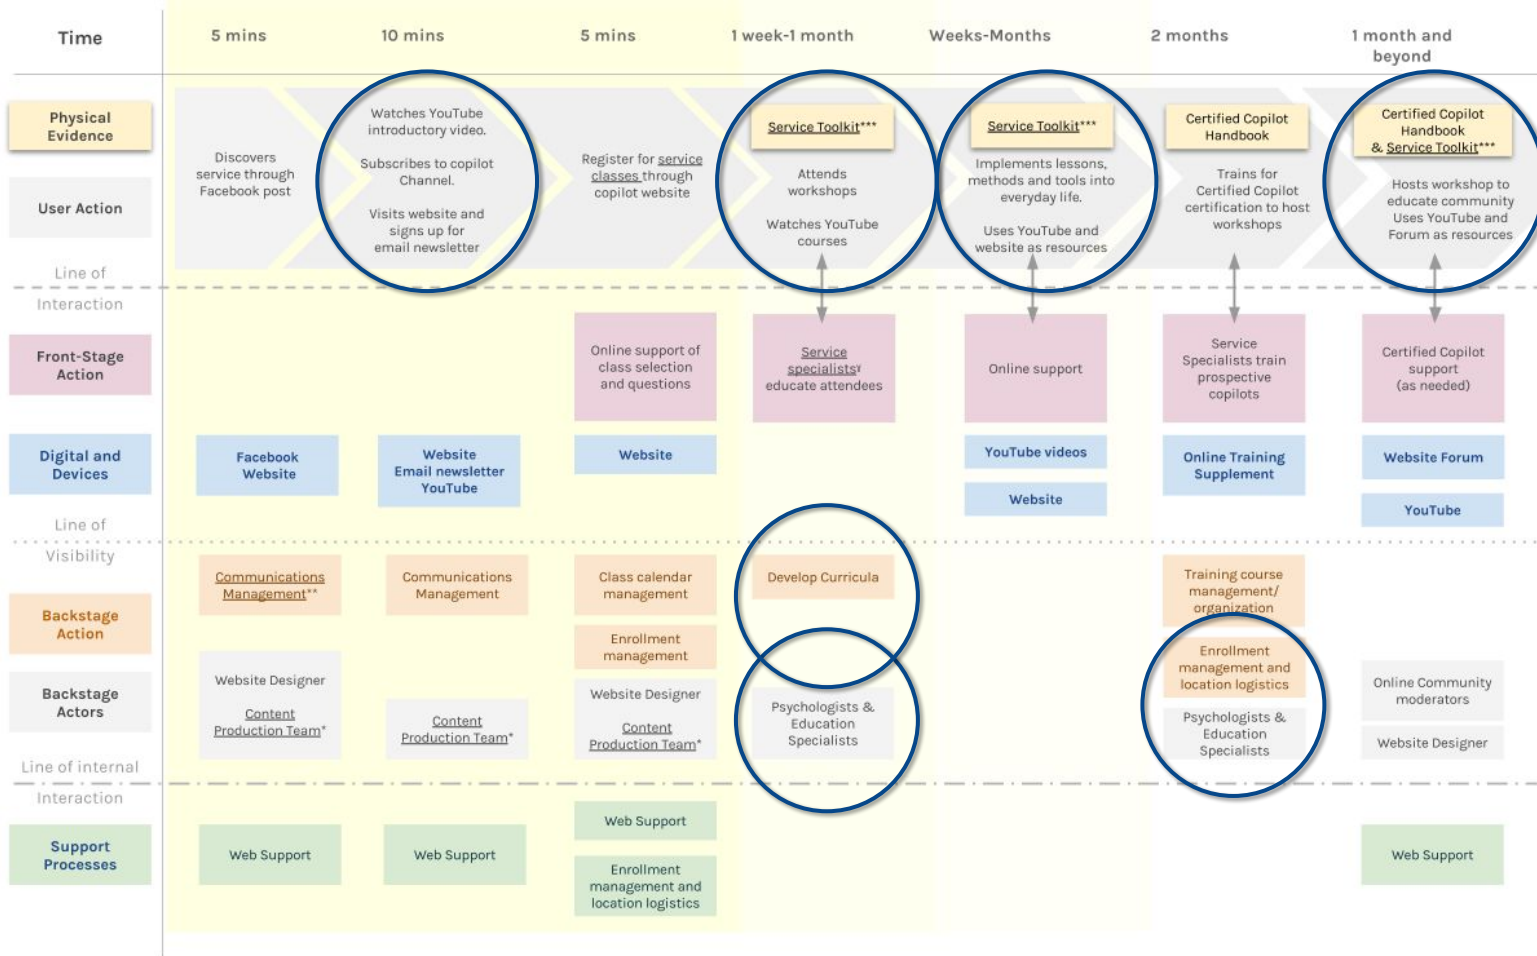 Time
5 mins
10 mins
5 mins
1 week-1 month
Weeks-Months
2 months
1 month and
beyond
Physical
Evidence
Service Toolkit***
Service Toolkit***
Certified Copilot
Handbook
Certified Copilot
Handbook
& Service Toolkit***
User Action
Discovers
service through
Facebook post
Watches YouTube
introductory video.
Subscribes to copilot
Channel.
Visits website and
signs up for
email newsletter
Register for service
classes through
copilot website
Attends
workshops
Watches YouTube
courses
Implements lessons,
methods and tools into
everyday life.
Uses YouTube and
website as resources
Trains for
Certified Copilot
certification to host
workshops
Hosts workshop to
educate community
Uses YouTube and
Forum as resources
Line of
Interaction
Front-Stage
Action
Online support of
class selection
and questions
Service
specialists¥
educate attendees
Online support
Service
Specialists train
prospective
copilots
Certified Copilot
support
(as needed)
Digital and
Devices
Facebook
Website
Website
Email newsletter
YouTube
Website
YouTube videos
Website
Online Training
Supplement
Website Forum
YouTube
Line of
Visibility
Backstage
Action
Communications
Management**
Communications
Management
Class calendar
management
Enrollment
management
Develop Curricula
Training course
management/
organization
Enrollment
management and
location logistics
Backstage
Actors
Website Designer
Content
Production Team*
Content
Production Team*
Website Designer
Content
Production Team*
Psychologists &
Education
Specialists
Psychologists &
Education
Specialists
Online Community
moderators
Website Designer
Line of internal
Interaction
Support
Processes
Web Support
Web Support
Web Support
Enrollment
management and
location logistics
Web Support